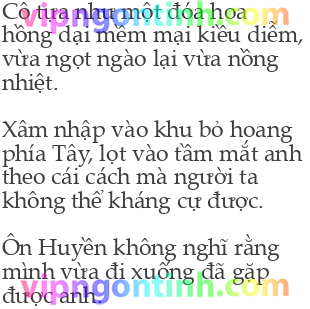 Cô tựa như một đóa hoa
hồng dại mềm mại kiều diễm,
vừa ngọt ngào lại vừa nồng
nhiệt.
Xâm nhập vào khu bỏ hoang
phía Tây, lọt vào tầm mắt anh
theo cái cách mà người ta
không thể kháng cự được.
Ôn Huyền không nghĩ rằng
mình vừa đi xuống đã gặp
được anh.
vipngontinh.com
vipngontinh.com